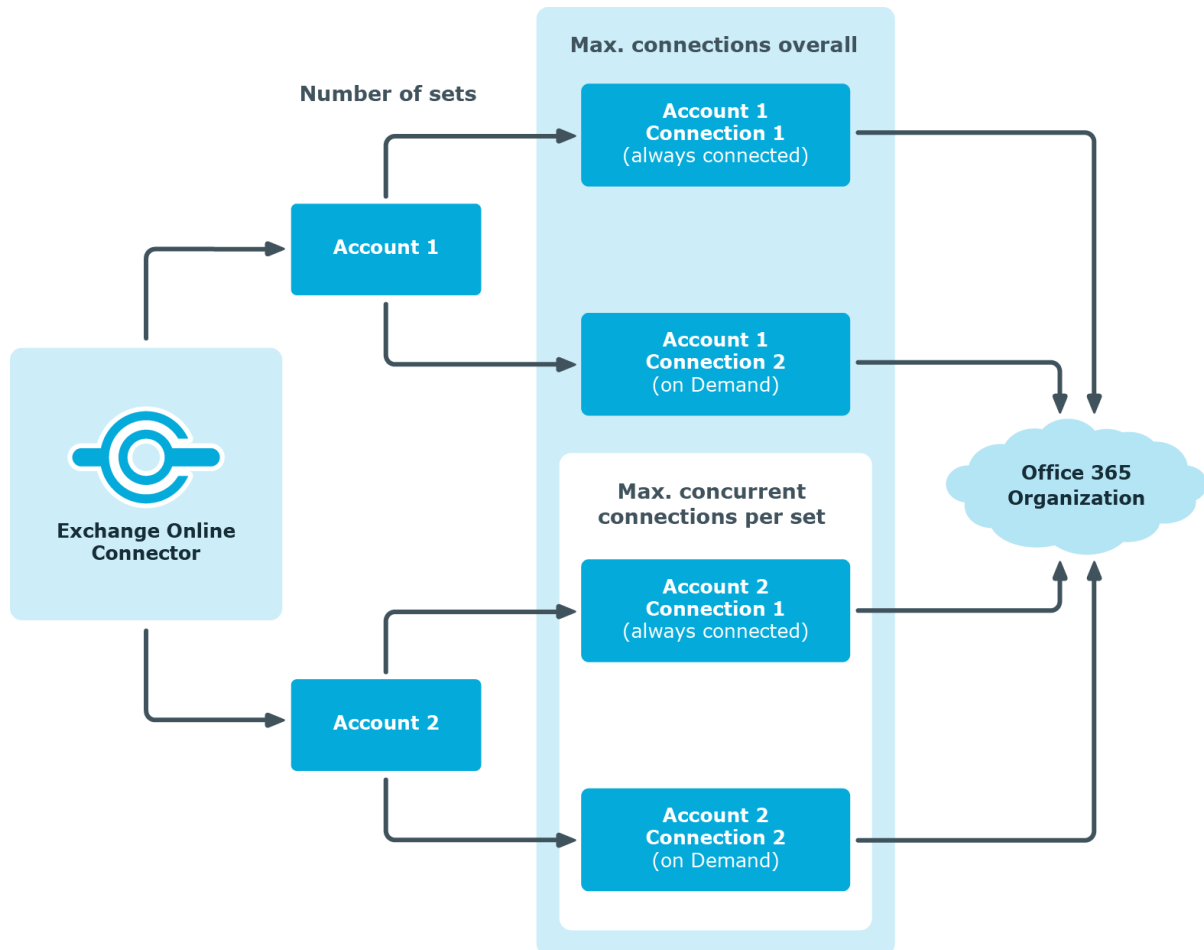 Max. connections overall
Number of sets
Account 1
Connection 1
(always connected)
Account 1
Account 1
Connection 2
(on Demand)
Exchange Online
Connector
Max. concurrent
connections per set
Office 365
Organization
Account 2
Connection 1
(always connected)
Account 2
Account 2
Connection 2
(on Demand)